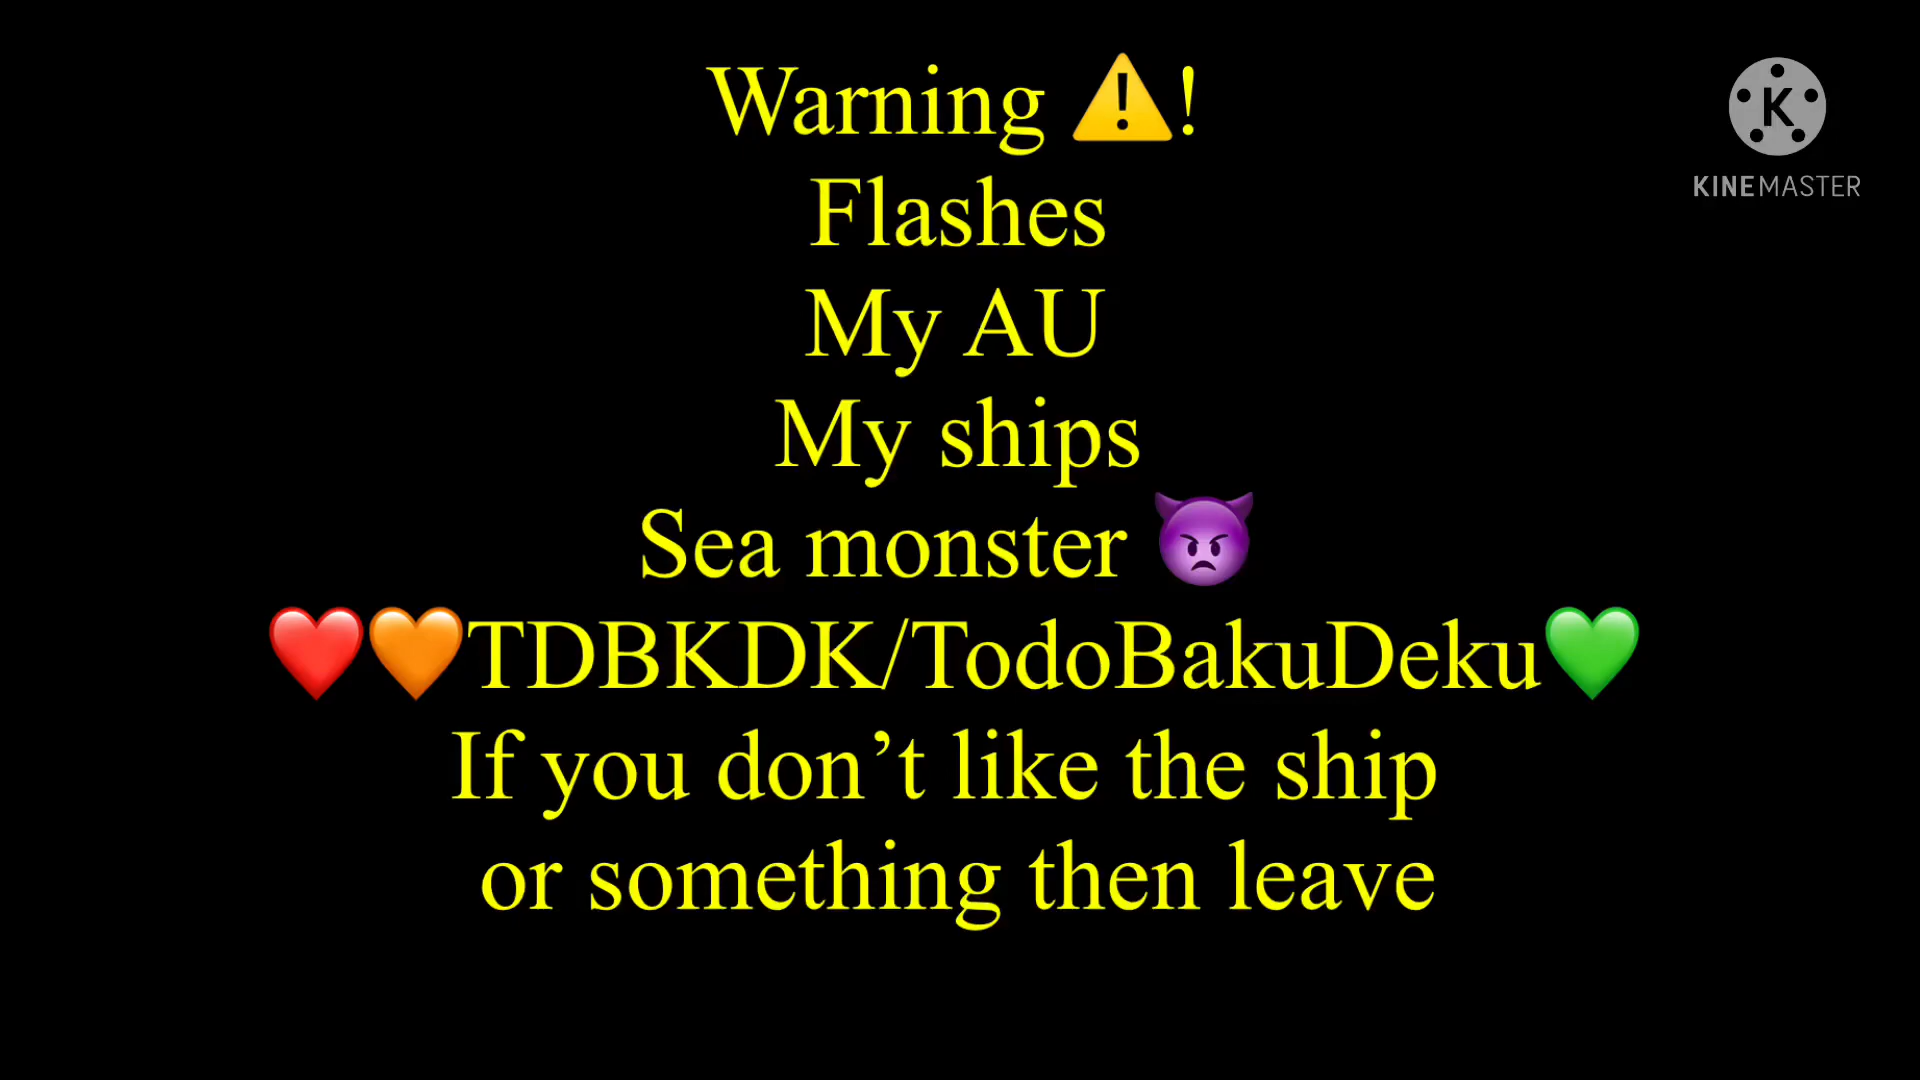 Warning ⚠️!
Flashes
My AU
My ships
Sea monster 👿
❤️🧡TDBKDK/TodoBakuDeku💚
If you don’t like the ship
or something then leave
K
KINEMASTER